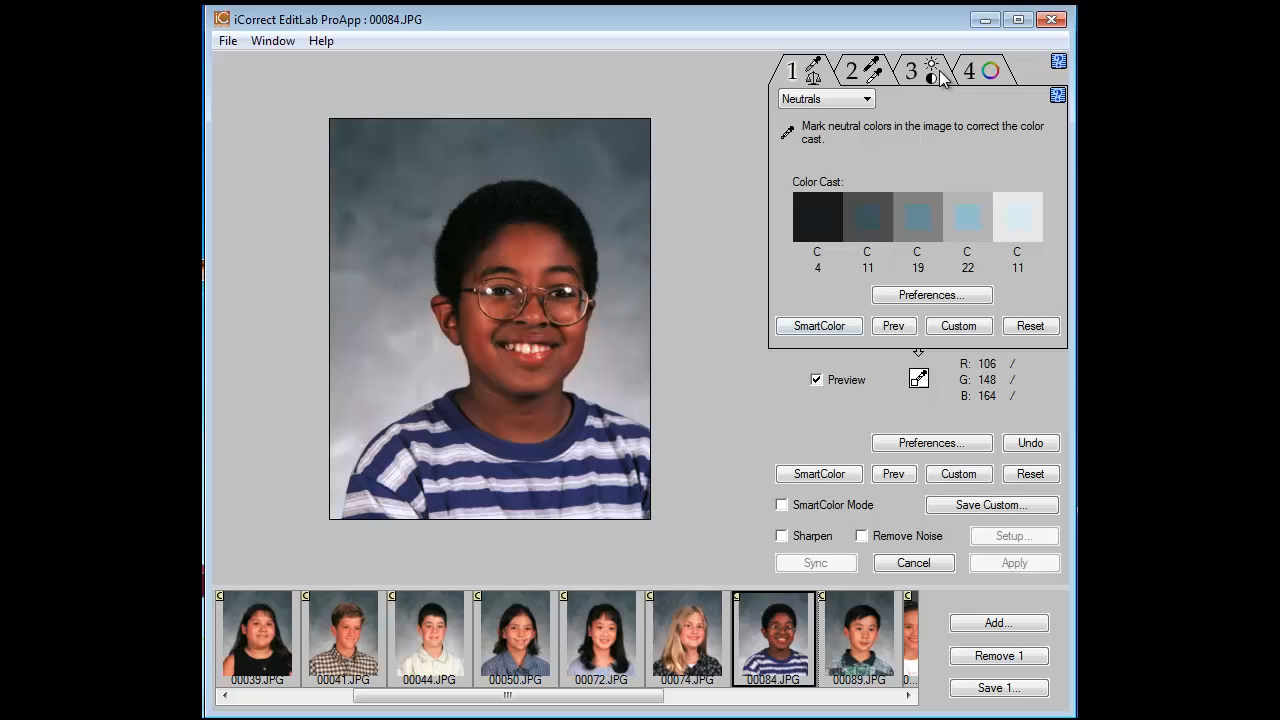 iCorrect EditLab ProApp : 00084.JPG
File Window Help
1 2 3 4
Neutrals
Mark neutral colors in the image to correct the color
cast.
Color Cast:
C C C C C
4 11 19 22 11
Preferences...
SmartColor Prev Custom Reset
R: 106 /
Preview G: 148 /
B: 164 /
Preferences... Undo
SmartColor Prev Custom Reset
SmartColor Mode Save Custom...
Sharpen Remove Noise Setup...
Sync Cancel Apply
C C C C C C C C
00039.JPG 00041.JPG 00044.JPG 00050.JPG 00072.JPG 00074.JPG 00084.JPG 00089.JPG 0...
Add...
Remove 1
Save 1...